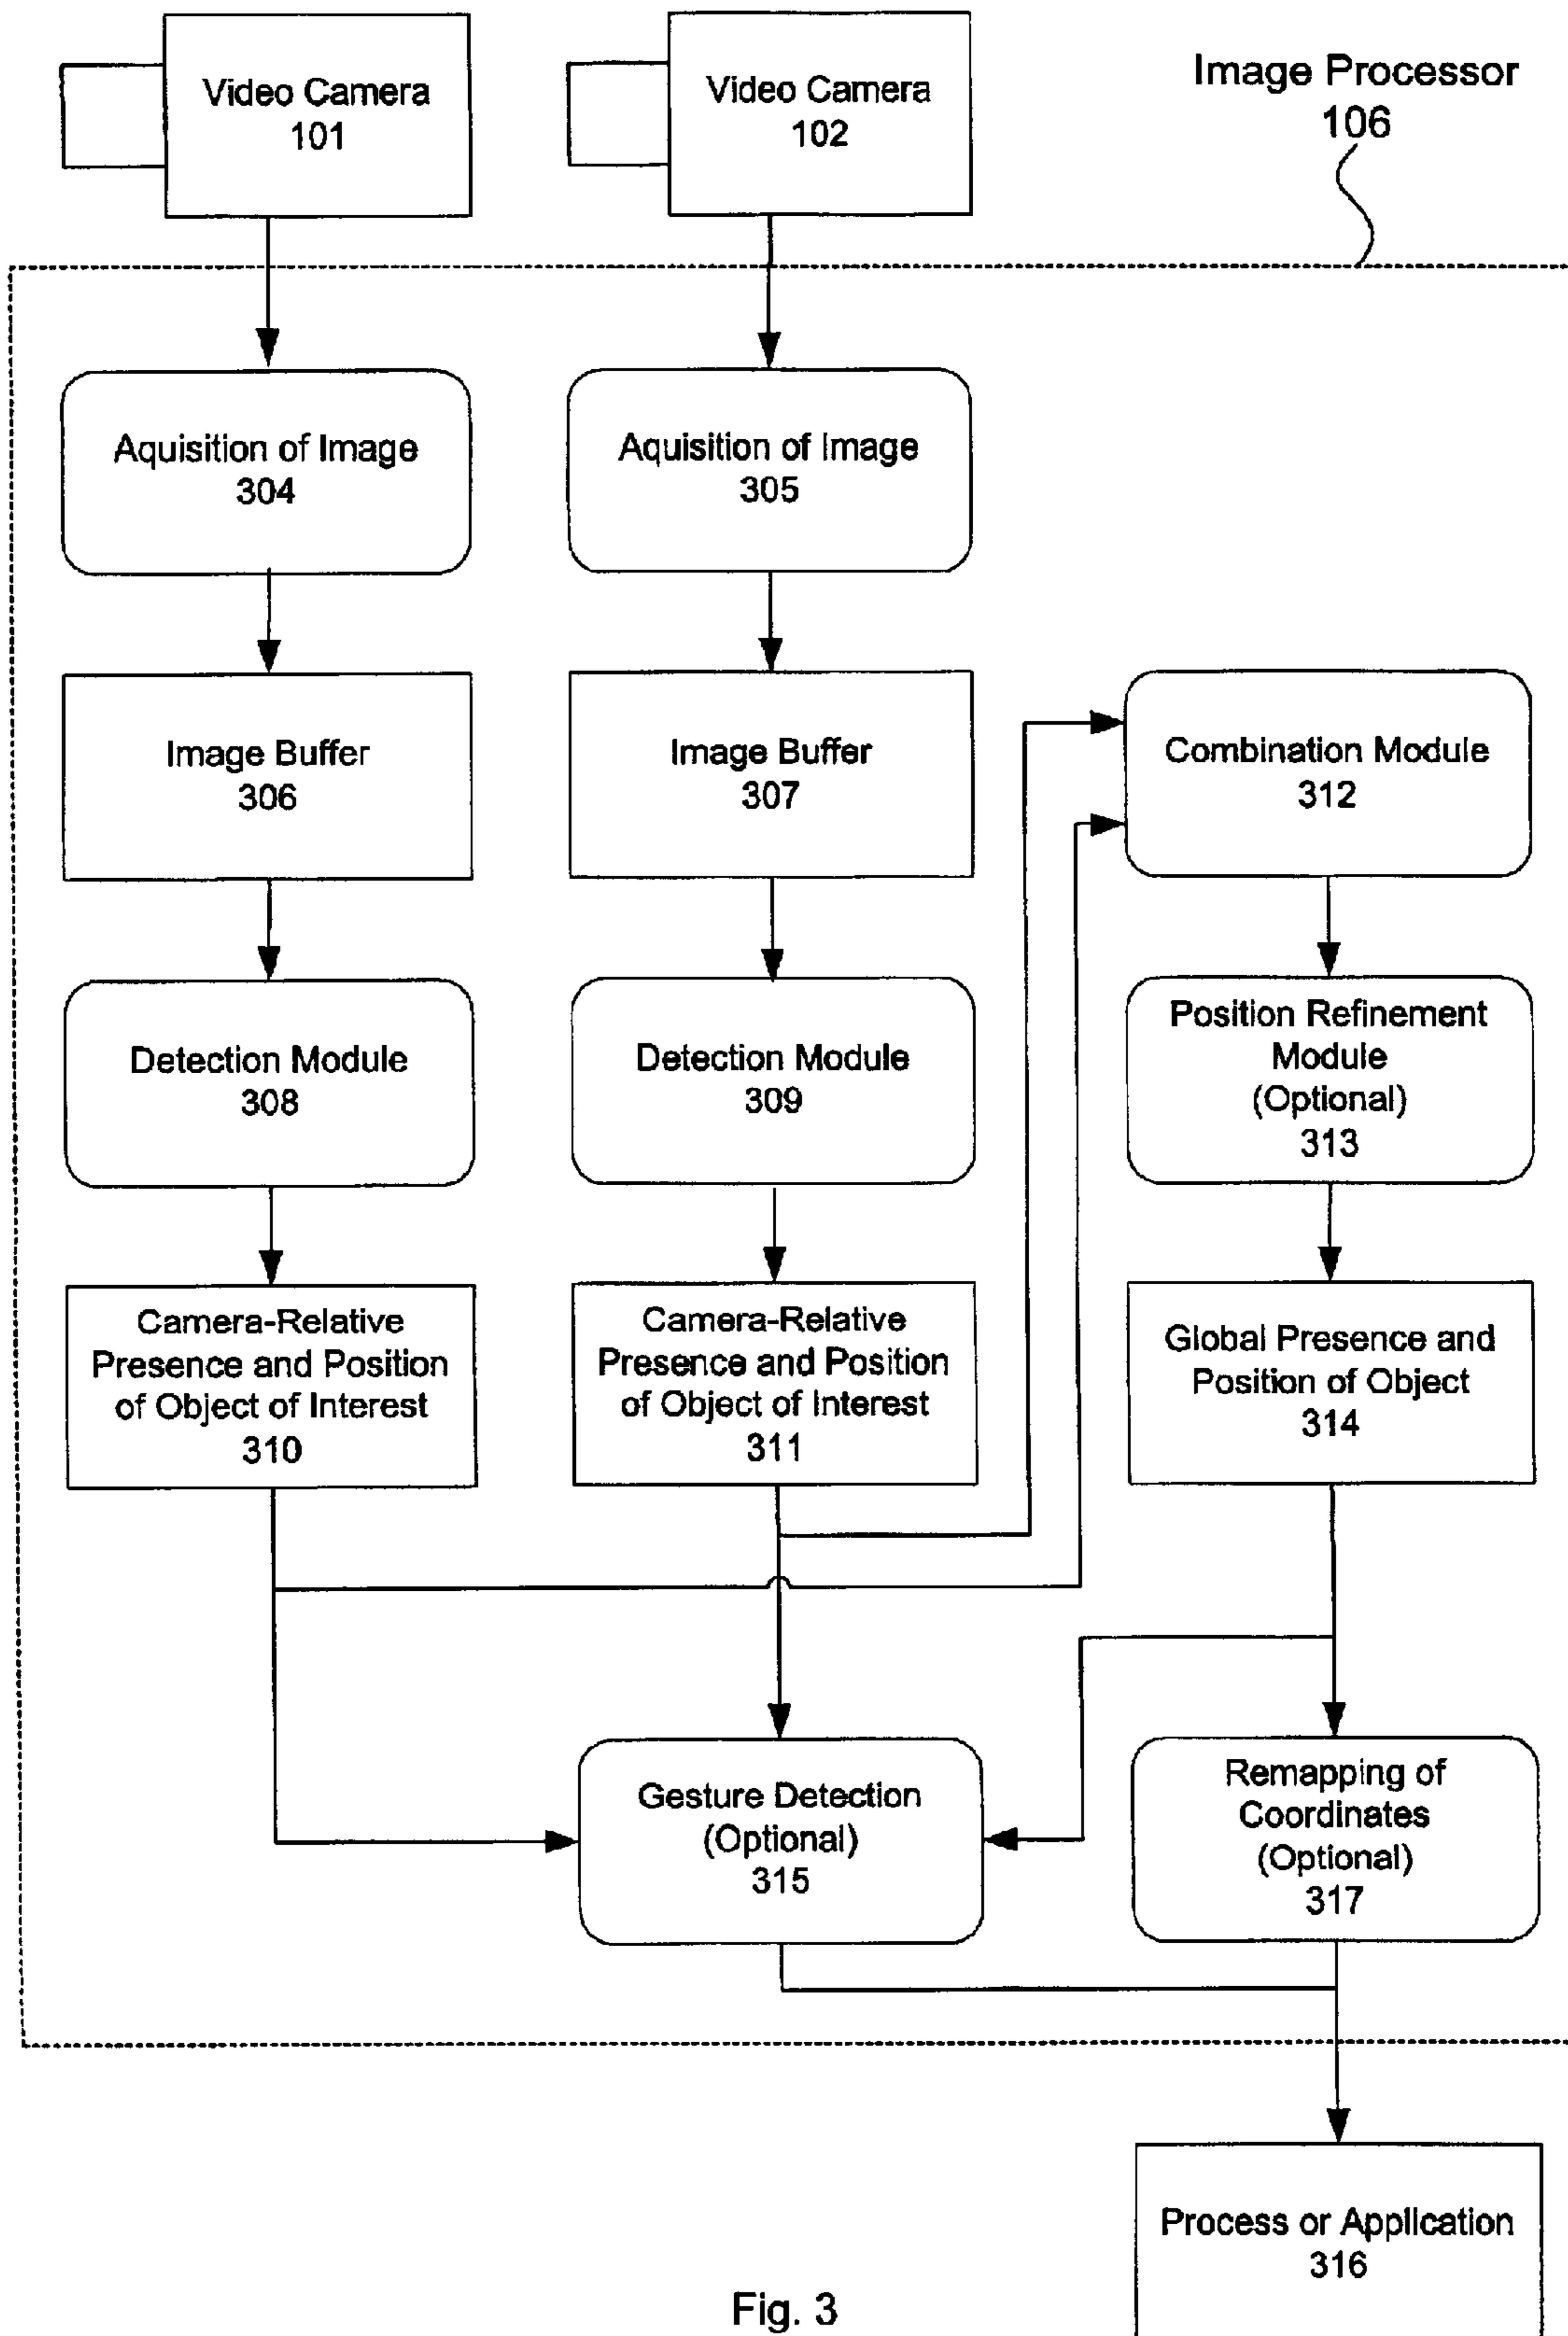 Video Camera
101
Video Camera
102
Image Processor
106
Aquisition of Image
304
Aquisition of Image
305
Image Buffer
306
Image Buffer
307
Combination Module
312
Detection Module
308
Detection Module
309
Position Refinement
Module
(Optional)
313
Camera-Relative
Presence and Position
of Object of Interest
310
Camera-Relative
Presence and Position
of Object of Interest
311
Global Presence and
Position of Object
314
Gesture Detection
(Optional)
315
Remapping of
Coordinates
(Optional)
317
Process or Application
316
Fig. 3